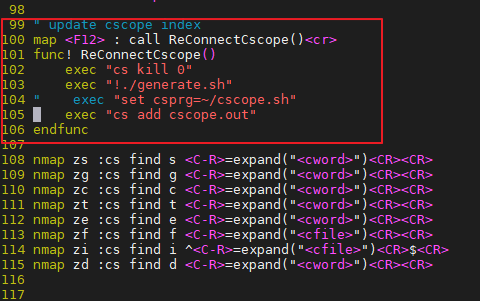 98
99 " update cscope index
100 map <F12> : call ReConnectCscope()<cr>
101 func! ReConnectCscope()
102     exec "cs kill 0"
103     exec "!./generate.sh"
104 "    exec "set csprg=~/cscope.sh"
105     exec "cs add cscope.out"
106 endfunc
107
108 nmap zs :cs find s <C-R>=expand("<cword>")<CR><CR>
109 nmap zg :cs find g <C-R>=expand("<cword>")<CR><CR>
110 nmap zc :cs find c <C-R>=expand("<cword>")<CR><CR>
111 nmap zt :cs find t <C-R>=expand("<cword>")<CR><CR>
112 nmap ze :cs find e <C-R>=expand("<cword>")<CR><CR>
113 nmap zf :cs find f <C-R>=expand("<cfile>")<CR><CR>
114 nmap zi :cs find i ^<C-R>=expand("<cfile>")<CR>$<CR>
115 nmap zd :cs find d <C-R>=expand("<cword>")<CR><CR>
116
117